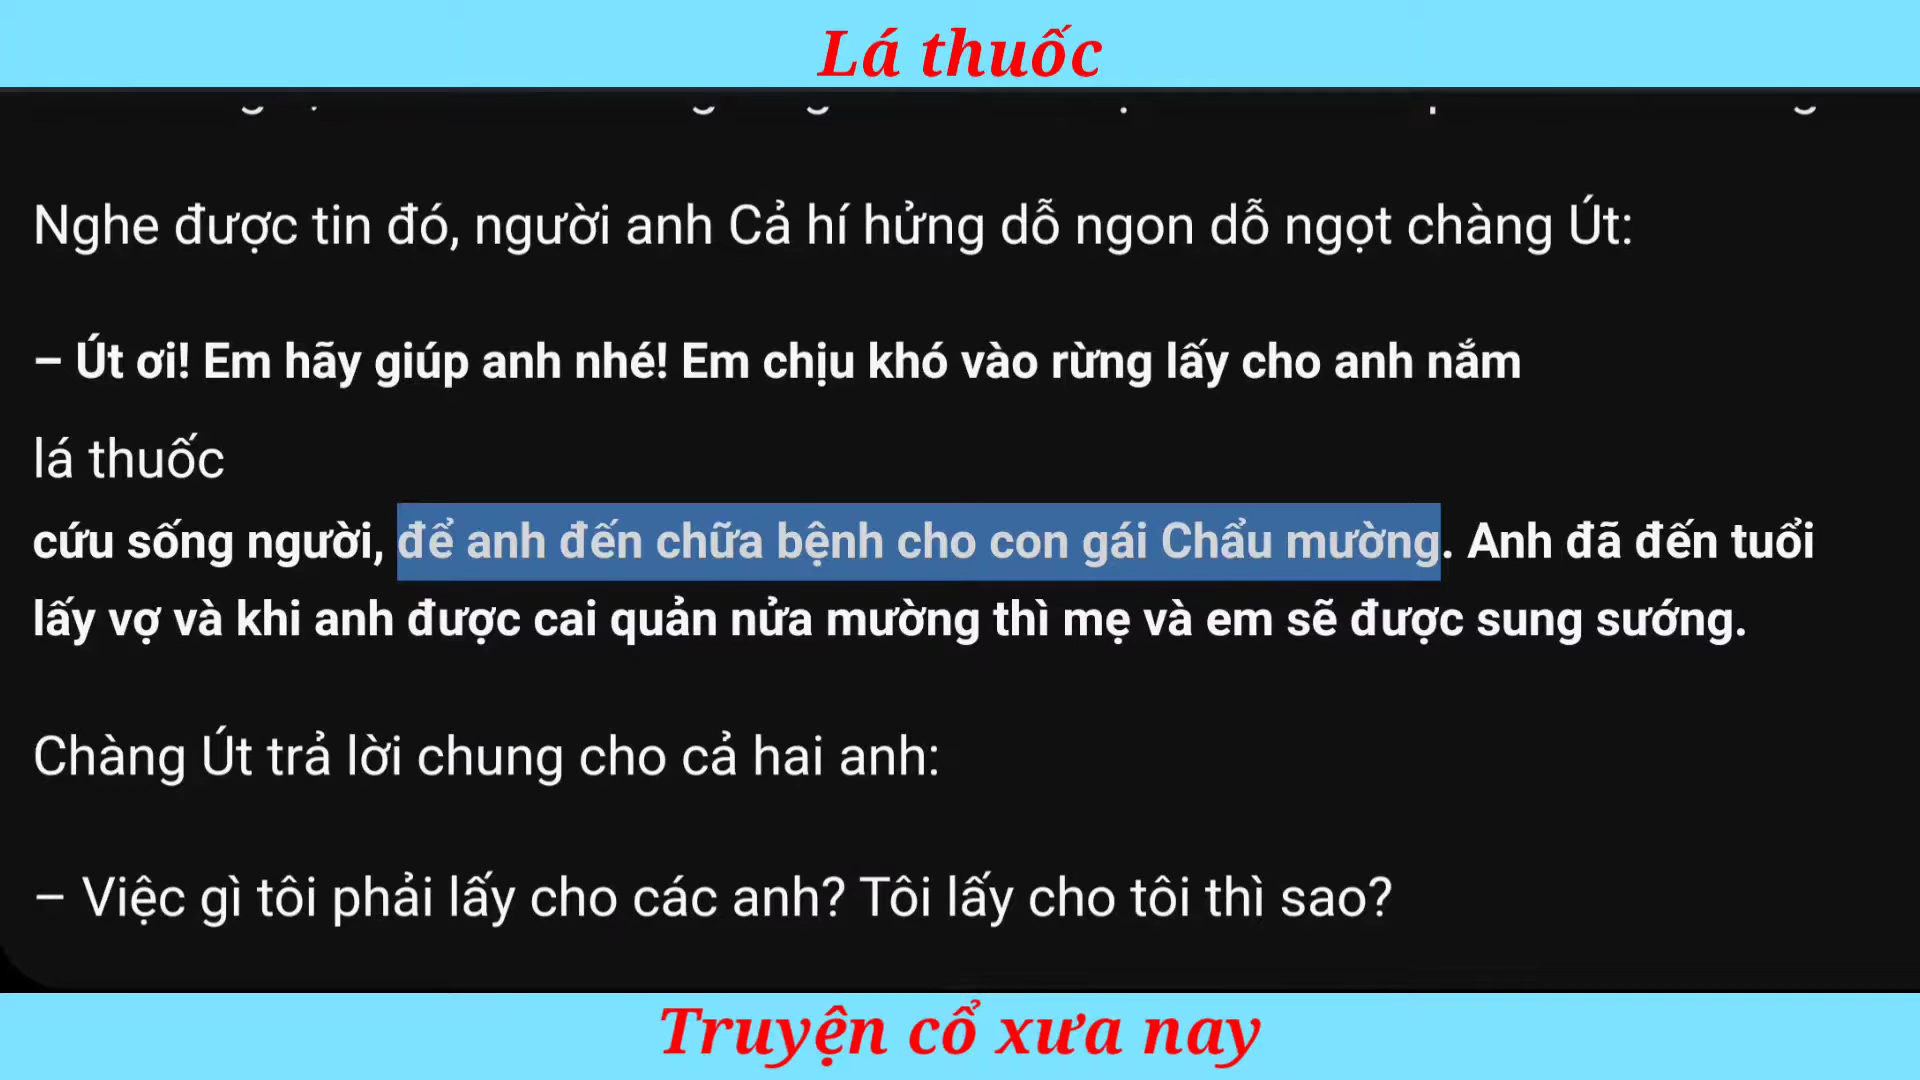 Lá thuốc
Nghe được tin đó, người anh Cả hí hửng dỗ ngon dỗ ngọt chàng Út:
– Út ơi! Em hãy giúp anh nhé! Em chịu khó vào rừng lấy cho anh nắm
lá thuốc
cứu sống người, để anh đến chữa bệnh cho con gái Chẩu mường. Anh đã đến tuổi
lấy vợ và khi anh được cai quản nửa mường thì mẹ và em sẽ được sung sướng.
Chàng Út trả lời chung cho cả hai anh:
– Việc gì tôi phải lấy cho các anh? Tôi lấy cho tôi thì sao?
Truyện cổ xưa nay